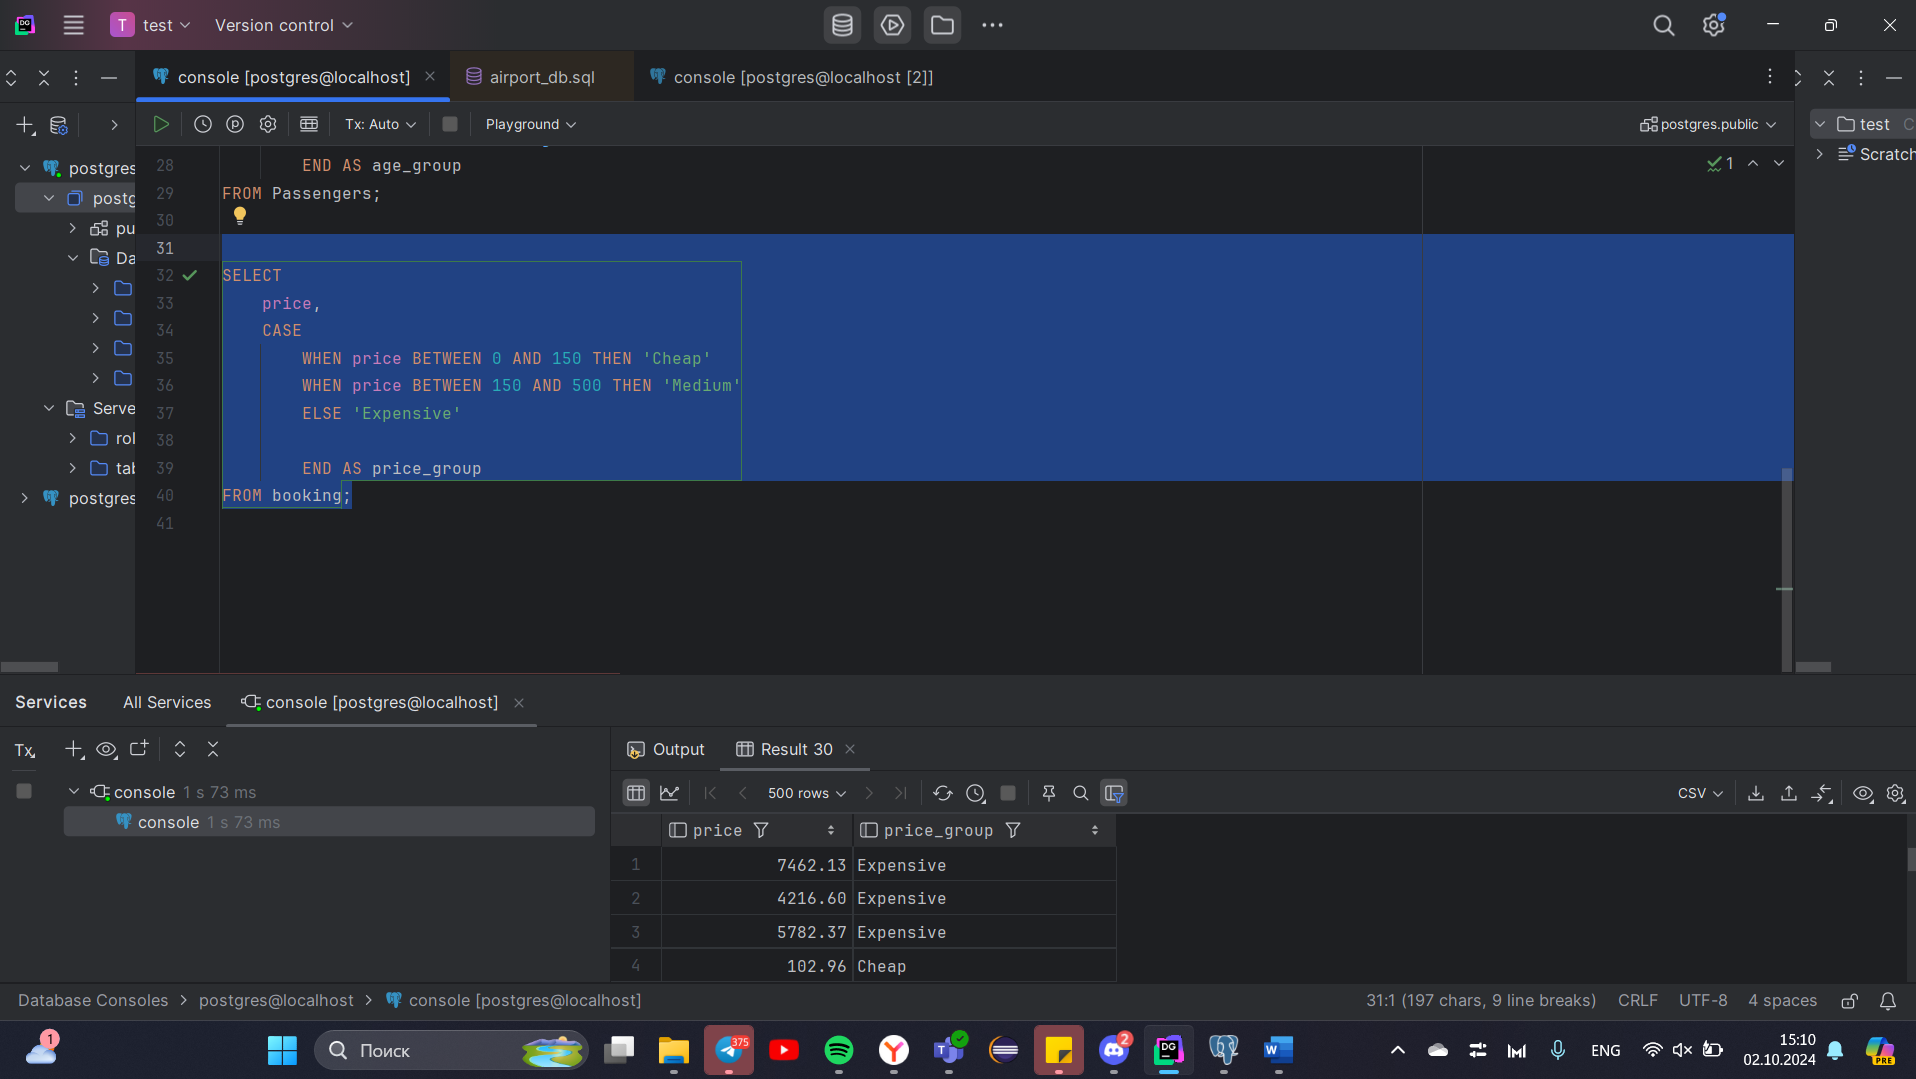 T test Version control
console [postgres@localhost] airport_db.sql console [postgres@localhost [2]]
Tx: Auto Playground postgres.public
test
Scratch
postgres
postg
pu
Da
Serve
rol
tab
postgres
28 END AS age_group
29 FROM Passengers;
30
31
32 SELECT
33 price,
34 CASE
35 WHEN price BETWEEN 0 AND 150 THEN 'Cheap'
36 WHEN price BETWEEN 150 AND 500 THEN 'Medium'
37 ELSE 'Expensive'
38
39 END AS price_group
40 FROM booking;
41
1
Services All Services console [postgres@localhost]
Tx
console 1 s 73 ms
console 1 s 73 ms
Output Result 30
500 rows CSV
price price_group
1 7462.13 Expensive
2 4216.60 Expensive
3 5782.37 Expensive
4 102.96 Cheap
Database Consoles > postgres@localhost > console [postgres@localhost] 31:1 (197 chars, 9 line breaks) CRLF UTF-8 4 spaces
1 Поиск 375 2 DG W ENG 15:10
02.10.2024
PRE